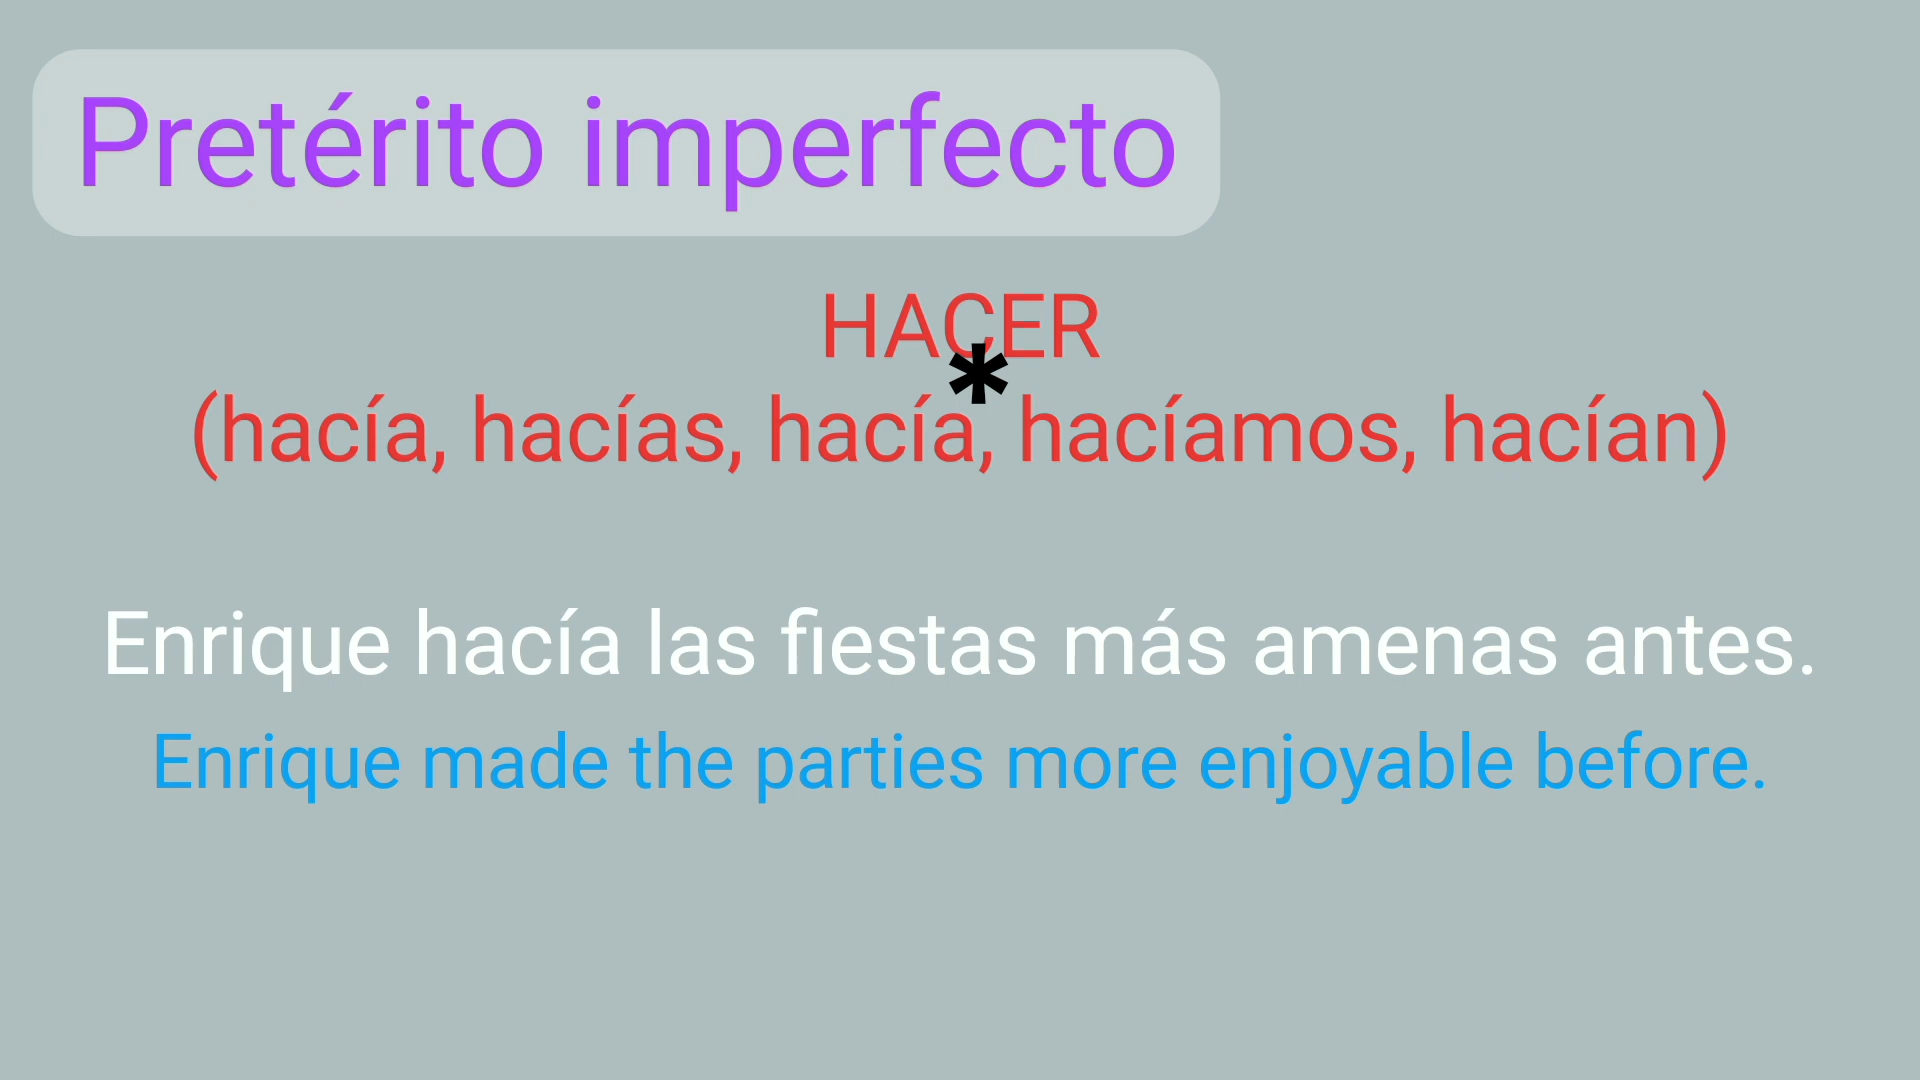 Pretérito imperfecto
HACER
*
(hacía, hacías, hacía, hacíamos, hacían)
Enrique hacía las fiestas más amenas antes.
Enrique made the parties more enjoyable before.